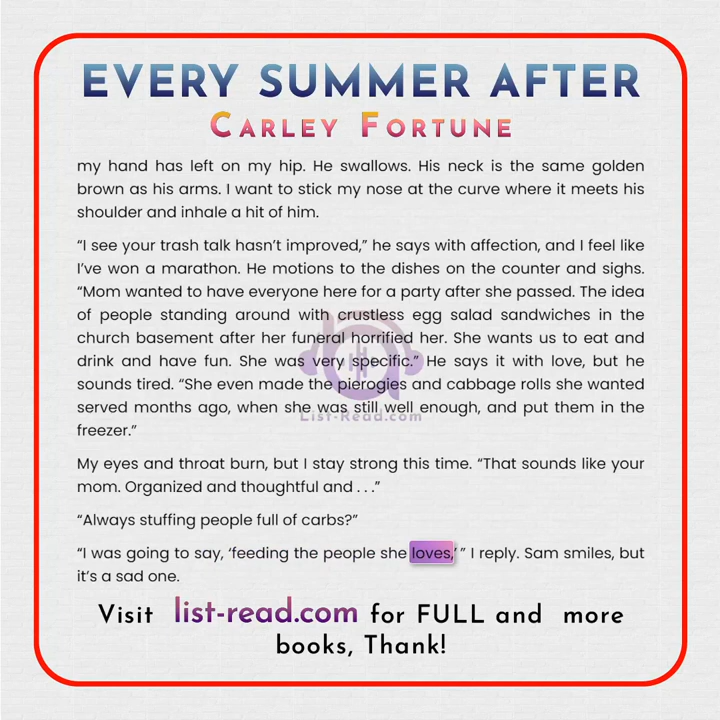 EVERY SUMMER AFTER
CARLEY FORTUNE
my hand has left on my hip. He swallows. His neck is the same golden
brown as his arms. I want to stick my nose at the curve where it meets his
shoulder and inhale a hit of him.
“I see your trash talk hasn’t improved,” he says with affection, and I feel like
I’ve won a marathon. He motions to the dishes on the counter and sighs.
“Mom wanted to have everyone here for a party after she passed. The idea
of people standing around with crustless egg salad sandwiches in the
church basement after her funeral horrified her. She wants us to eat and
drink and have fun. She was very specific.” He says it with love, but he
sounds tired. “She even made the pierogies and cabbage rolls she wanted
List-Read.com
served months ago, when she was still well enough, and put them in the
freezer.”
My eyes and throat burn, but I stay strong this time. “That sounds like your
mom. Organized and thoughtful and . . .”
“Always stuffing people full of carbs?”
“I was going to say, ‘feeding the people she loves,’ ” I reply. Sam smiles, but
it’s a sad one.
Visit list-read.com for FULL and more
books, Thank!